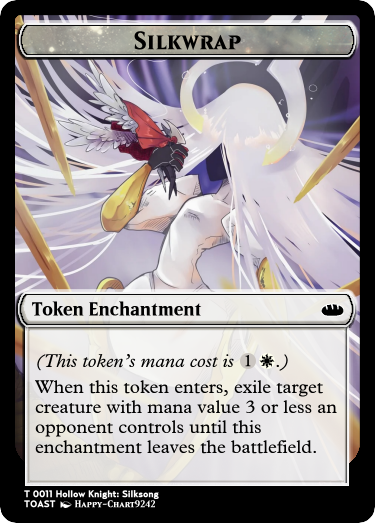 SILKWRAP
Token Enchantment
(This token's mana cost is 1 .)
When this token enters, exile target
creature with mana value 3 or less an
opponent controls until this
enchantment leaves the battlefield.
T 0011 Hollow Knight: Silksong
TOAST HAPPY-CHART9242